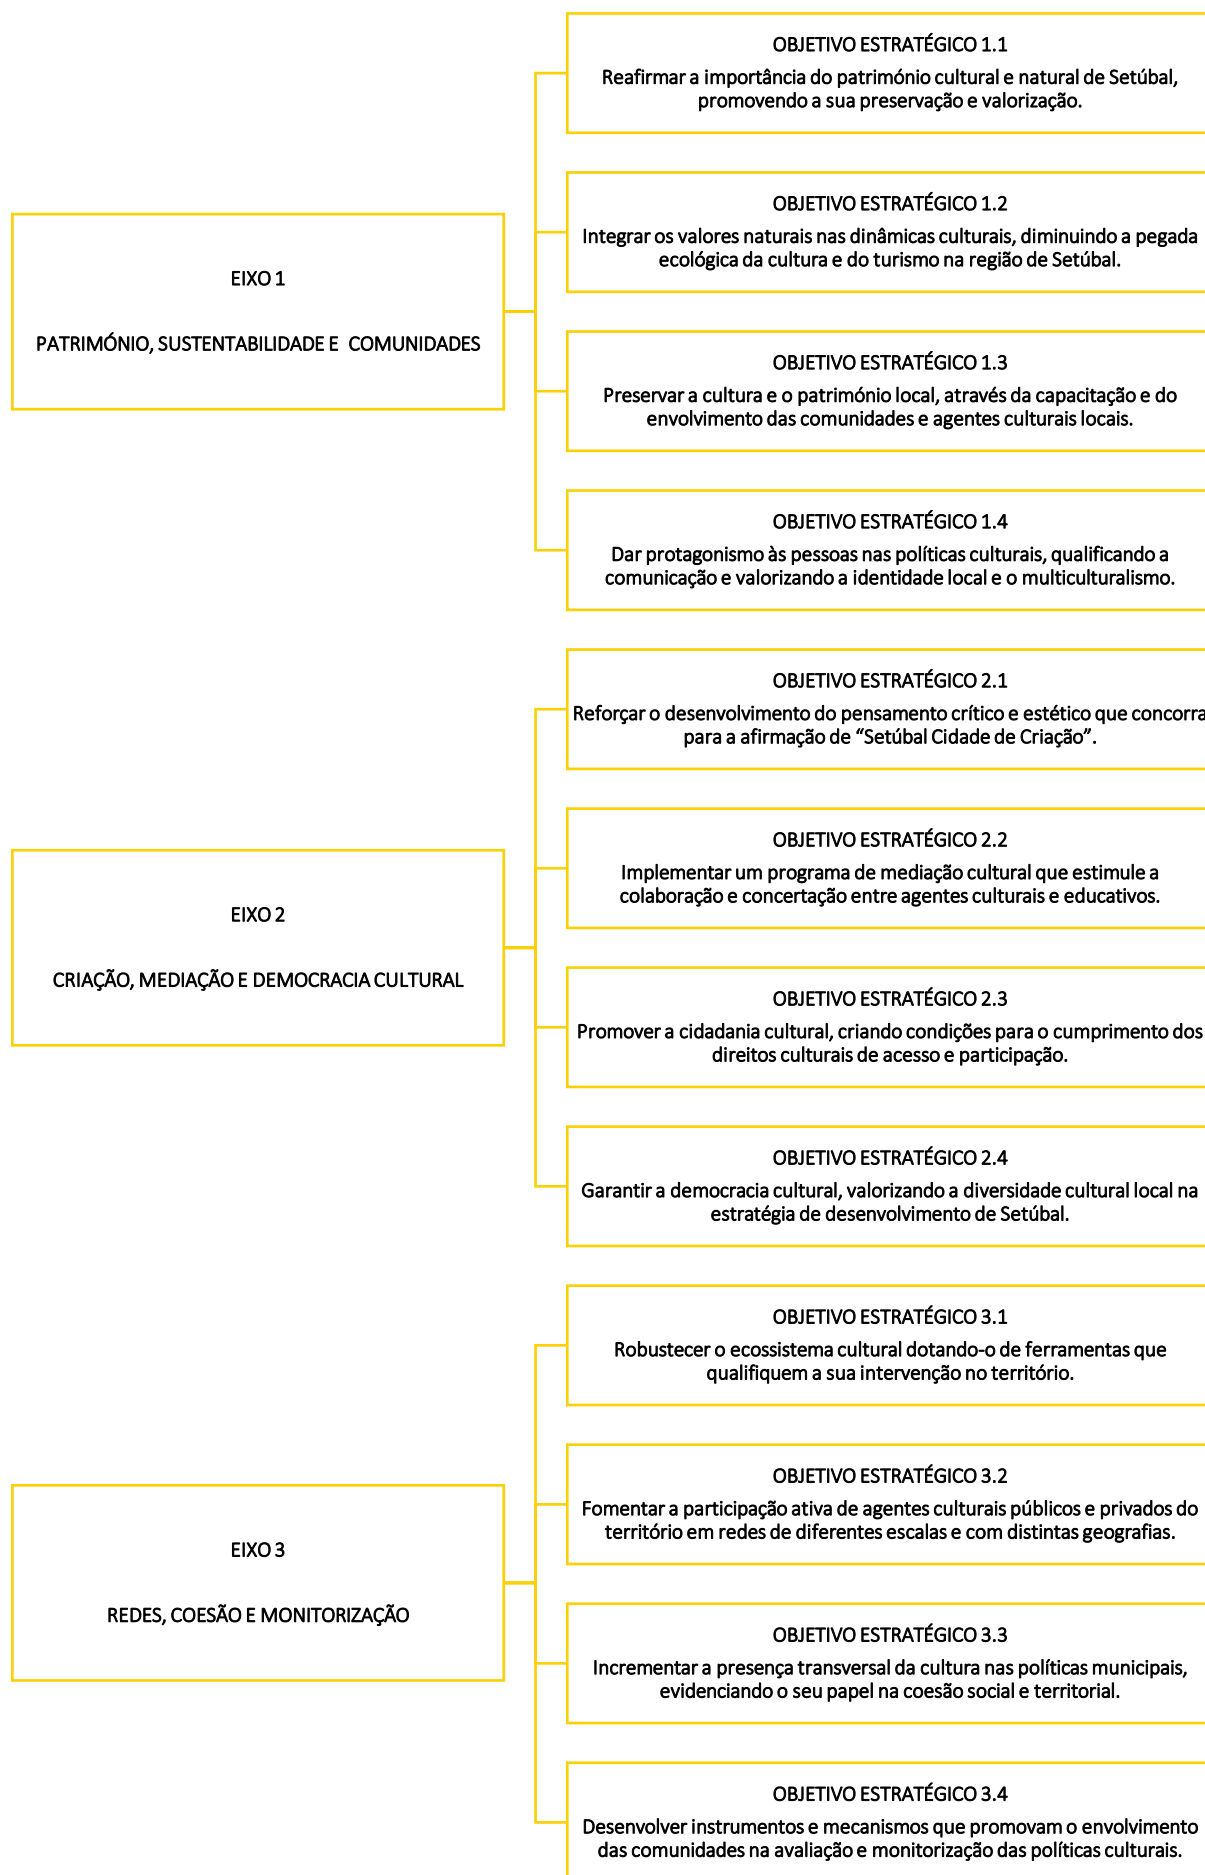 EIXO 1
PATRIMÓNIO, SUSTENTABILIDADE E COMUNIDADES
OBJETIVO ESTRATÉGICO 1.1
Reafirmar a importância do património cultural e natural de Setúbal,
promovendo a sua preservação e valorização.
OBJETIVO ESTRATÉGICO 1.2
Integrar os valores naturais nas dinâmicas culturais, diminuindo a pegada
ecológica da cultura e do turismo na região de Setúbal.
OBJETIVO ESTRATÉGICO 1.3
Preservar a cultura e o património local, através da capacitação e do
envolvimento das comunidades e agentes culturais locais.
OBJETIVO ESTRATÉGICO 1.4
Dar protagonismo às pessoas nas políticas culturais, qualificando a
comunicação e valorizando a identidade local e o multiculturalismo.
EIXO 2
CRIAÇÃO, MEDIAÇÃO E DEMOCRACIA CULTURAL
OBJETIVO ESTRATÉGICO 2.1
Reforçar o desenvolvimento do pensamento crítico e estético que concorra
para a afirmação de “Setúbal Cidade de Criação”.
OBJETIVO ESTRATÉGICO 2.2
Implementar um programa de mediação cultural que estimule a
colaboração e concertação entre agentes culturais e educativos.
OBJETIVO ESTRATÉGICO 2.3
Promover a cidadania cultural, criando condições para o cumprimento dos
direitos culturais de acesso e participação.
OBJETIVO ESTRATÉGICO 2.4
Garantir a democracia cultural, valorizando a diversidade cultural local na
estratégia de desenvolvimento de Setúbal.
EIXO 3
REDES, COESÃO E MONITORIZAÇÃO
OBJETIVO ESTRATÉGICO 3.1
Robustecer o ecossistema cultural dotando-o de ferramentas que
qualifiquem a sua intervenção no território.
OBJETIVO ESTRATÉGICO 3.2
Fomentar a participação ativa de agentes culturais públicos e privados do
território em redes de diferentes escalas e com distintas geografias.
OBJETIVO ESTRATÉGICO 3.3
Incrementar a presença transversal da cultura nas políticas municipais,
evidenciando o seu papel na coesão social e territorial.
OBJETIVO ESTRATÉGICO 3.4
Desenvolver instrumentos e mecanismos que promovam o envolvimento
das comunidades na avaliação e monitorização das políticas culturais.